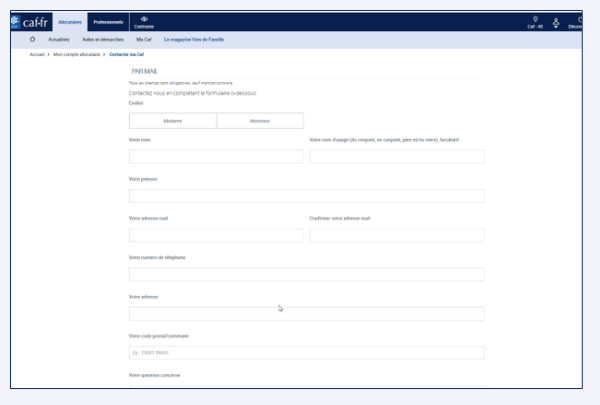 caf.fr Allocataires Professionnels Contraste Caf - 45
Actualités Aides et démarches Ma Caf Le magazine Vies de Famille
Accueil > Mon compte allocataire > Contacter ma Caf
PAR MAIL
Tous les champs sont obligatoires, sauf mention contraire.
Contactez nous en complétant le formulaire ci-dessous.
Civilité
Madame Monsieur
Votre nom Votre nom d'usage (du conjoint, ex conjoint, père et/ou mère), facultatif
Votre prénom
Votre adresse mail Confirmer votre adresse mail
Votre numéro de téléphone
Votre adresse
Votre code postal/commune
Ex : 75001 PARIS
Votre question concerne